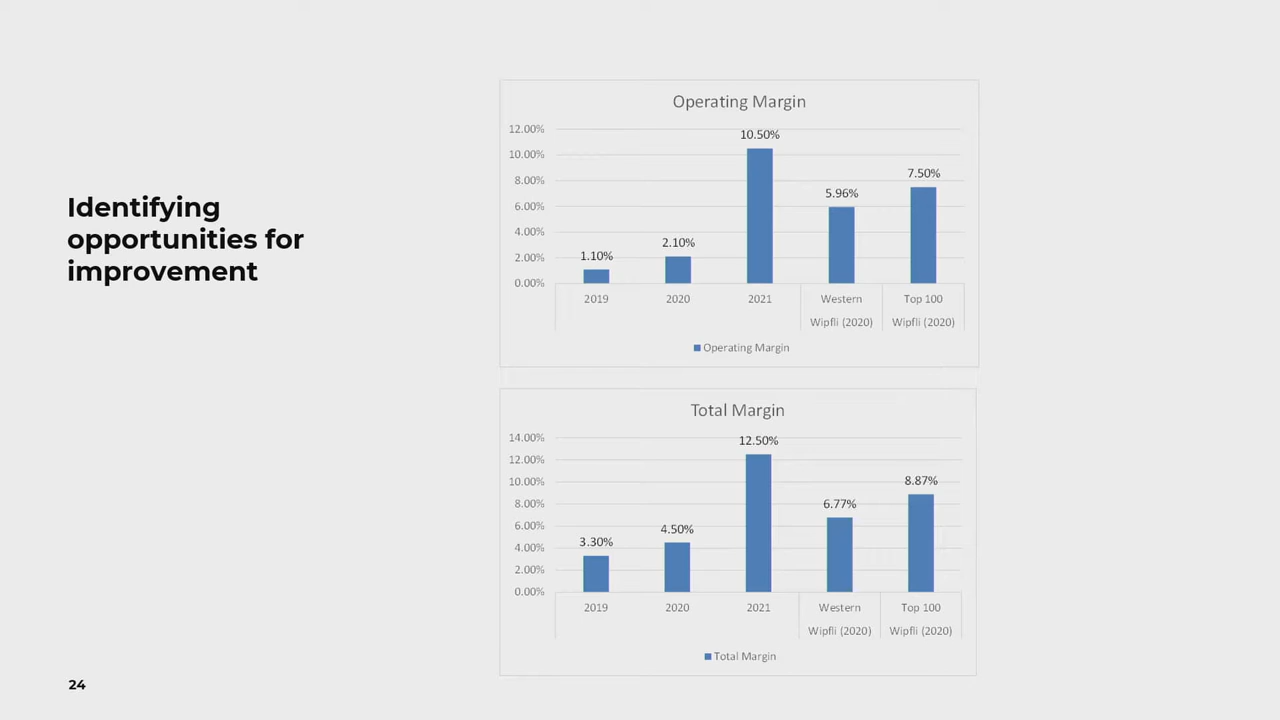 Identifying
opportunities for
improvement
Operating Margin
12.00%
10.00%
8.00%
6.00%
4.00%
2.00%
0.00%
1.10%
2.10%
10.50%
5.96%
7.50%
2019 2020 2021 Western Top 100
Wipfli (2020) Wipfli (2020)
Operating Margin
Total Margin
14.00%
12.00%
10.00%
8.00%
6.00%
4.00%
2.00%
0.00%
3.30%
4.50%
12.50%
6.77%
8.87%
2019 2020 2021 Western Top 100
Wipfli (2020) Wipfli (2020)
Total Margin
24